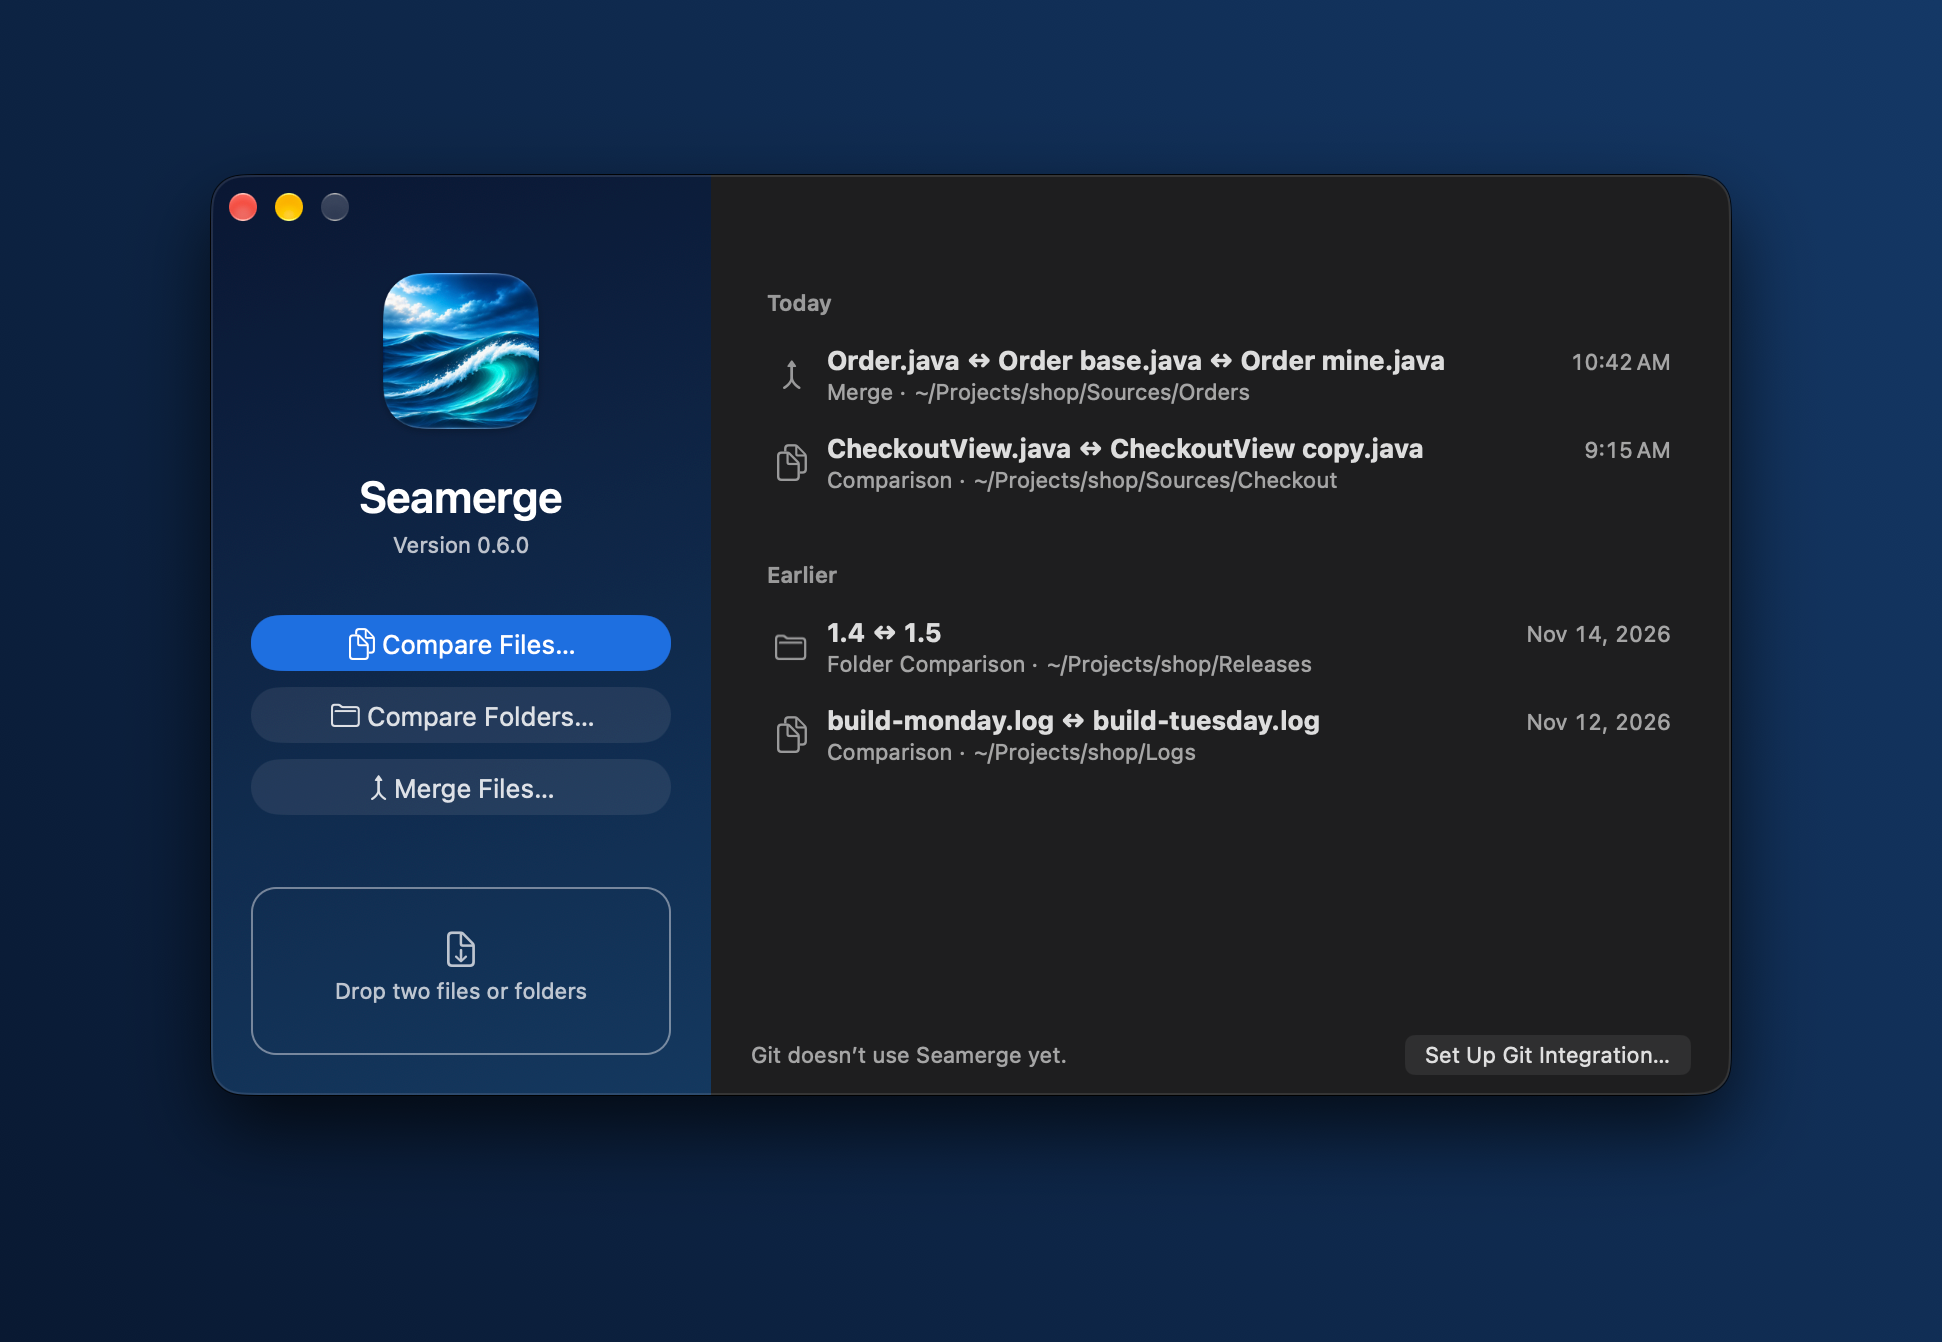 Seamerge
Version 0.6.0
Compare Files...
Compare Folders...
Merge Files...
Drop two files or folders
Today
Order.java ↔ Order base.java ↔ Order mine.java
10:42 AM
Merge · ~/Projects/shop/Sources/Orders
CheckoutView.java ↔ CheckoutView copy.java
9:15 AM
Comparison · ~/Projects/shop/Sources/Checkout
Earlier
1.4 ↔ 1.5
Nov 14, 2026
Folder Comparison · ~/Projects/shop/Releases
build-monday.log ↔ build-tuesday.log
Nov 12, 2026
Comparison · ~/Projects/shop/Logs
Git doesn’t use Seamerge yet.
Set Up Git Integration...